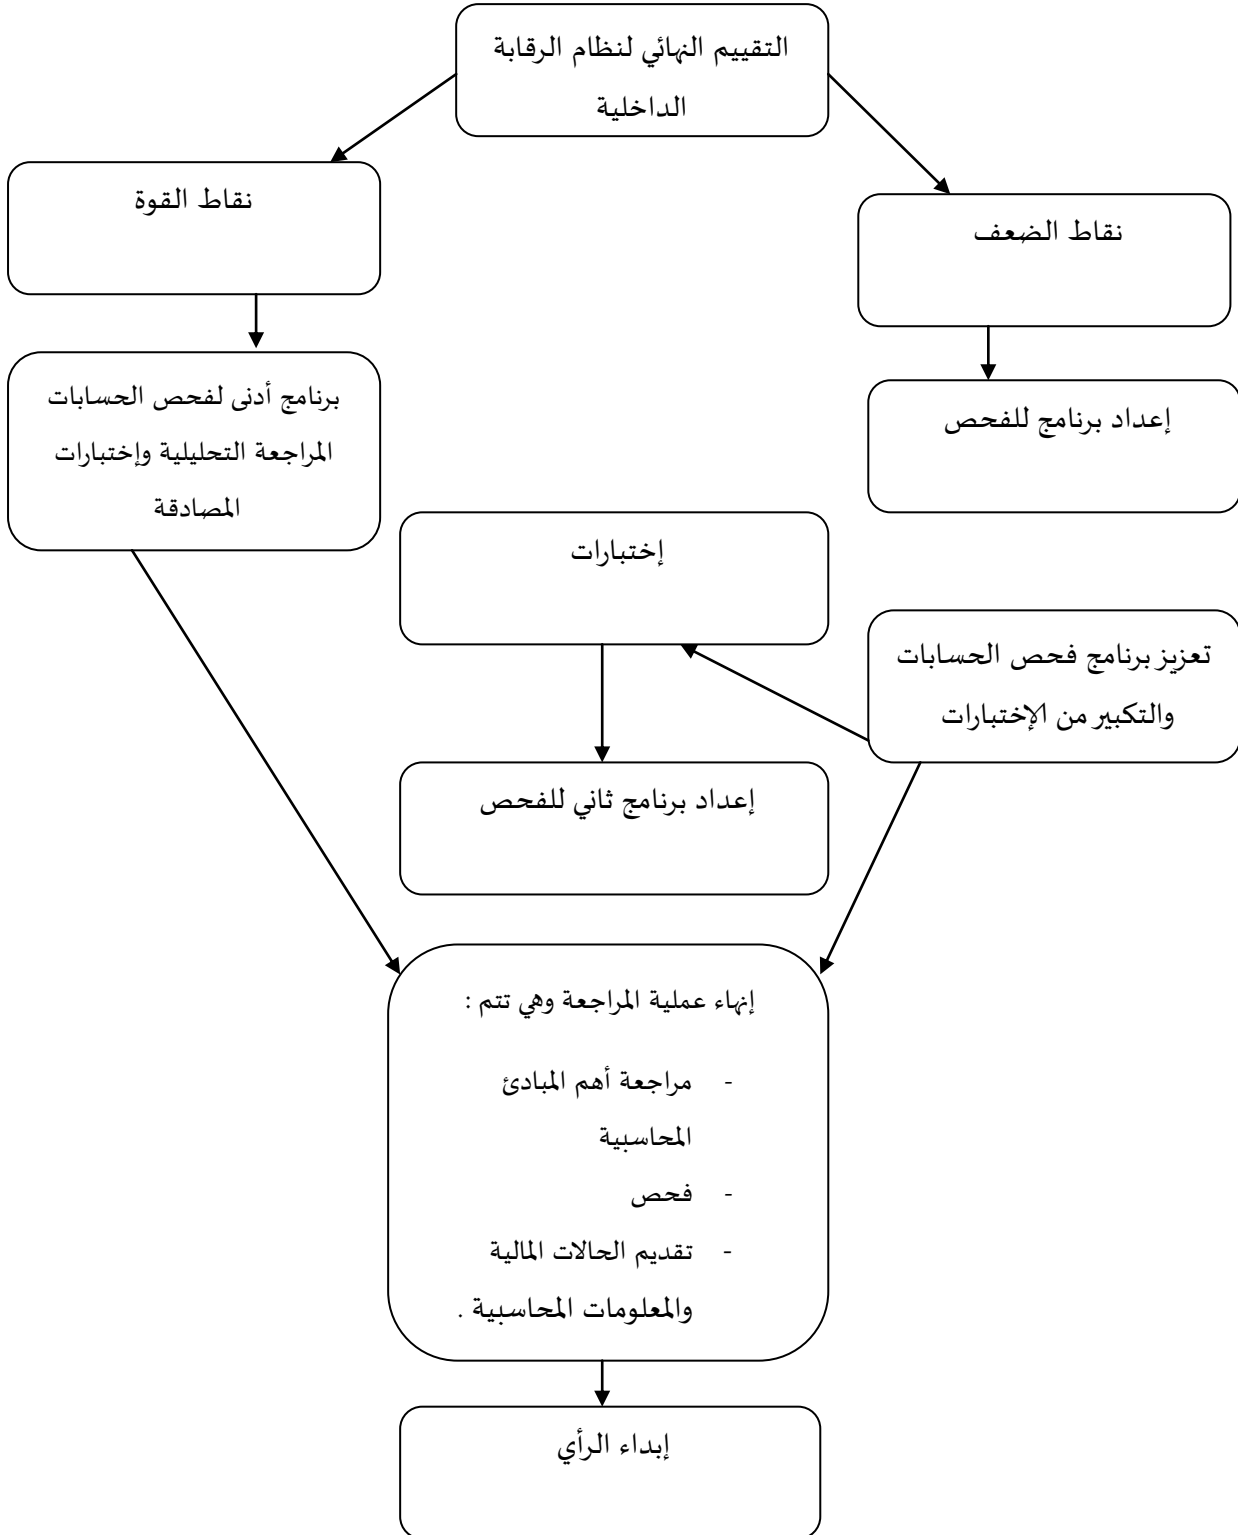 التقييم النهائي لنظام الرقابة
الداخلية
نقاط القوة
نقاط الضعف
برنامج أدنى لفحص الحسابات
المراجعة التحليلية وإختبارات
المصادقة
إعداد برنامج للفحص
إختبارات
تعزيز برنامج فحص الحسابات
والتكبير من الإختبارات
إعداد برنامج ثاني للفحص
إنهاء عملية المراجعة وهي تتم :
- مراجعة أهم المبادئ
المحاسبية
- فحص
- تقديم الحالات المالية
والمعلومات المحاسبية .
إبداء الرأي